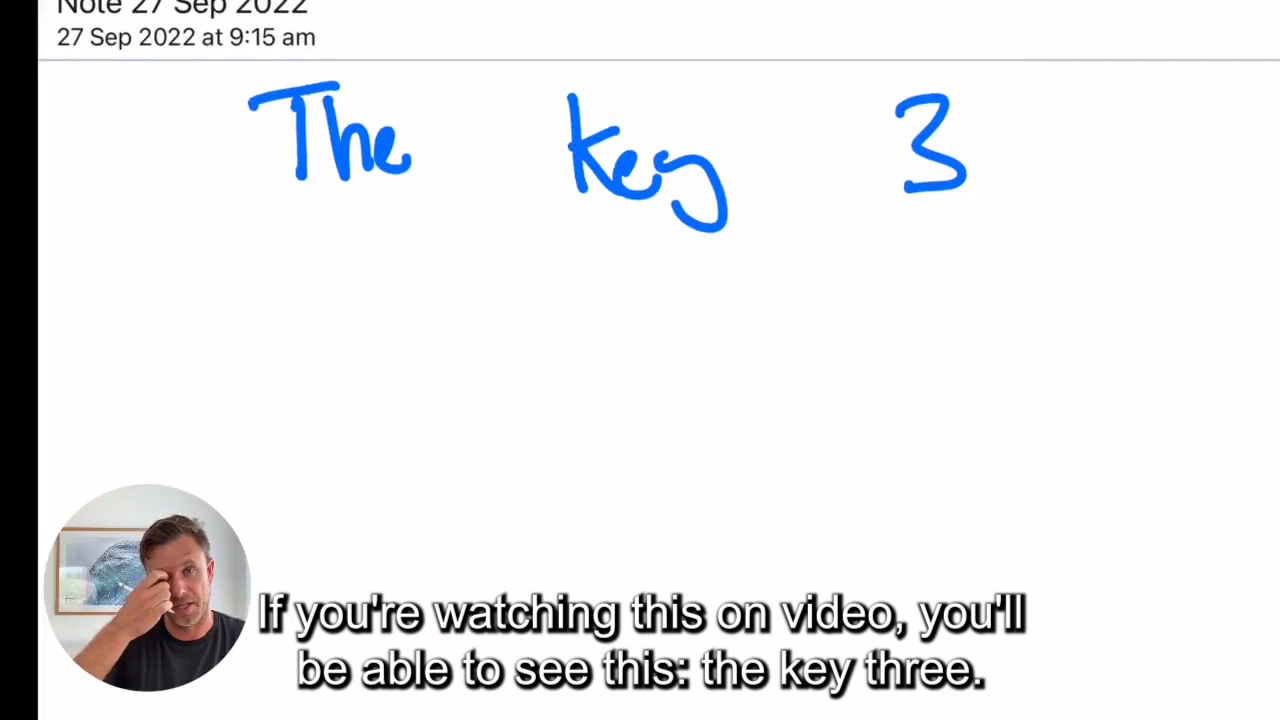 Note 27 Sep 2022
27 Sep 2022 at 9:15 am
The key 3
If you're watching this on video, you'll
be able to see this: the key three.